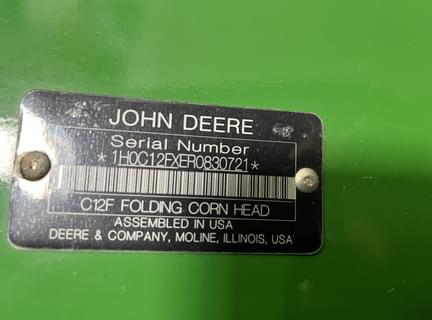 JOHN DEERE
Serial Number
*1H0C12FXER0830721*
C12F FOLDING CORN HEAD
ASSEMBLED IN USA
DEERE & COMPANY, MOLINE, ILLINOIS, USA